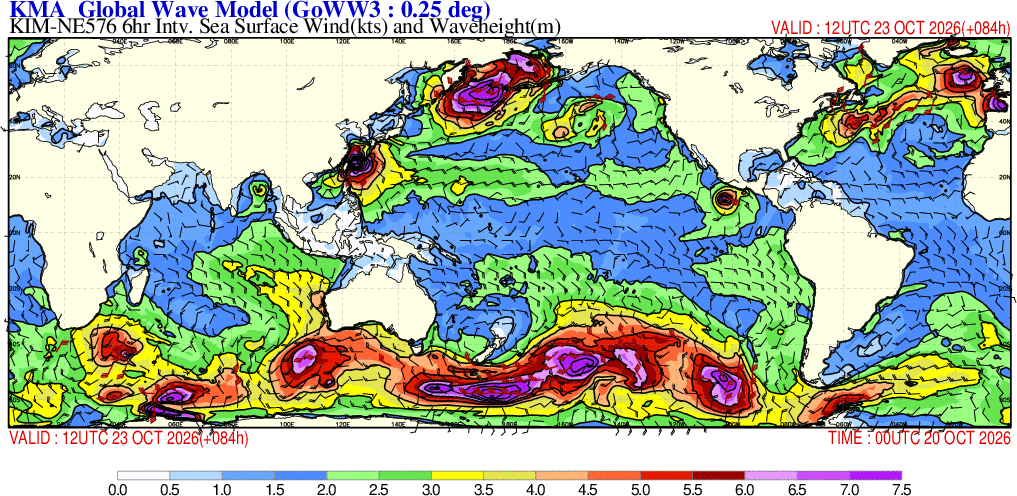 KMA Global Wave Model (GoWW3 : 0.25 deg)
KIM-NE576 6hr Intv. Sea Surface Wind(kts) and Waveheight(m)
VALID : 12UTC 23 OCT 2026(+084h)
VALID : 12UTC 23 OCT 2026(+084h)
TIME : 00UTC 20 OCT 2026
0.0 0.5 1.0 1.5 2.0 2.5 3.0 3.5 4.0 4.5 5.0 5.5 6.0 6.5 7.0 7.5